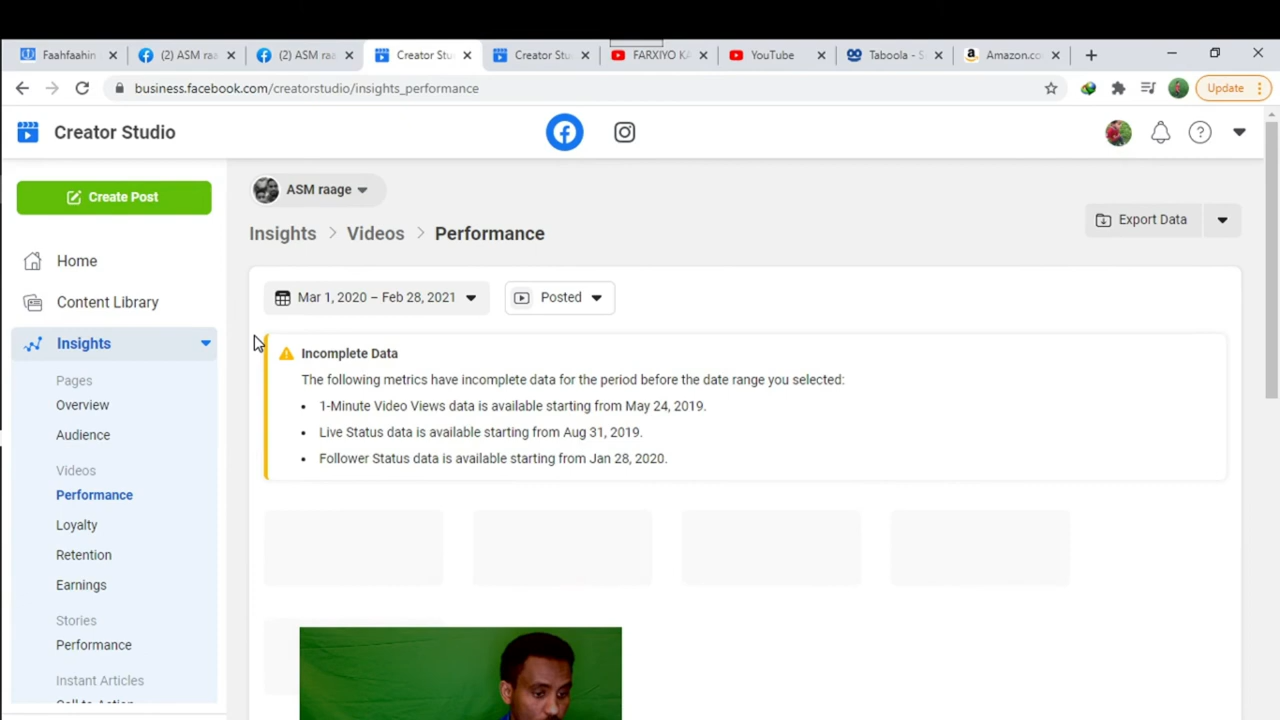 Faahfaahin
(2) ASM raa
(2) ASM raa
Creator Stu
Creator Stu
FARXIYO KA
YouTube
Taboola - S
Amazon.co
business.facebook.com/creatorstudio/insights_performance
Update
Creator Studio
Create Post
ASM raage
Insights > Videos > Performance
Export Data
Home
Content Library
Insights
Pages
Overview
Audience
Videos
Performance
Loyalty
Retention
Earnings
Stories
Performance
Instant Articles
Call to Action
Mar 1, 2020 – Feb 28, 2021
Posted
Incomplete Data
The following metrics have incomplete data for the period before the date range you selected:
• 1-Minute Video Views data is available starting from May 24, 2019.
• Live Status data is available starting from Aug 31, 2019.
• Follower Status data is available starting from Jan 28, 2020.